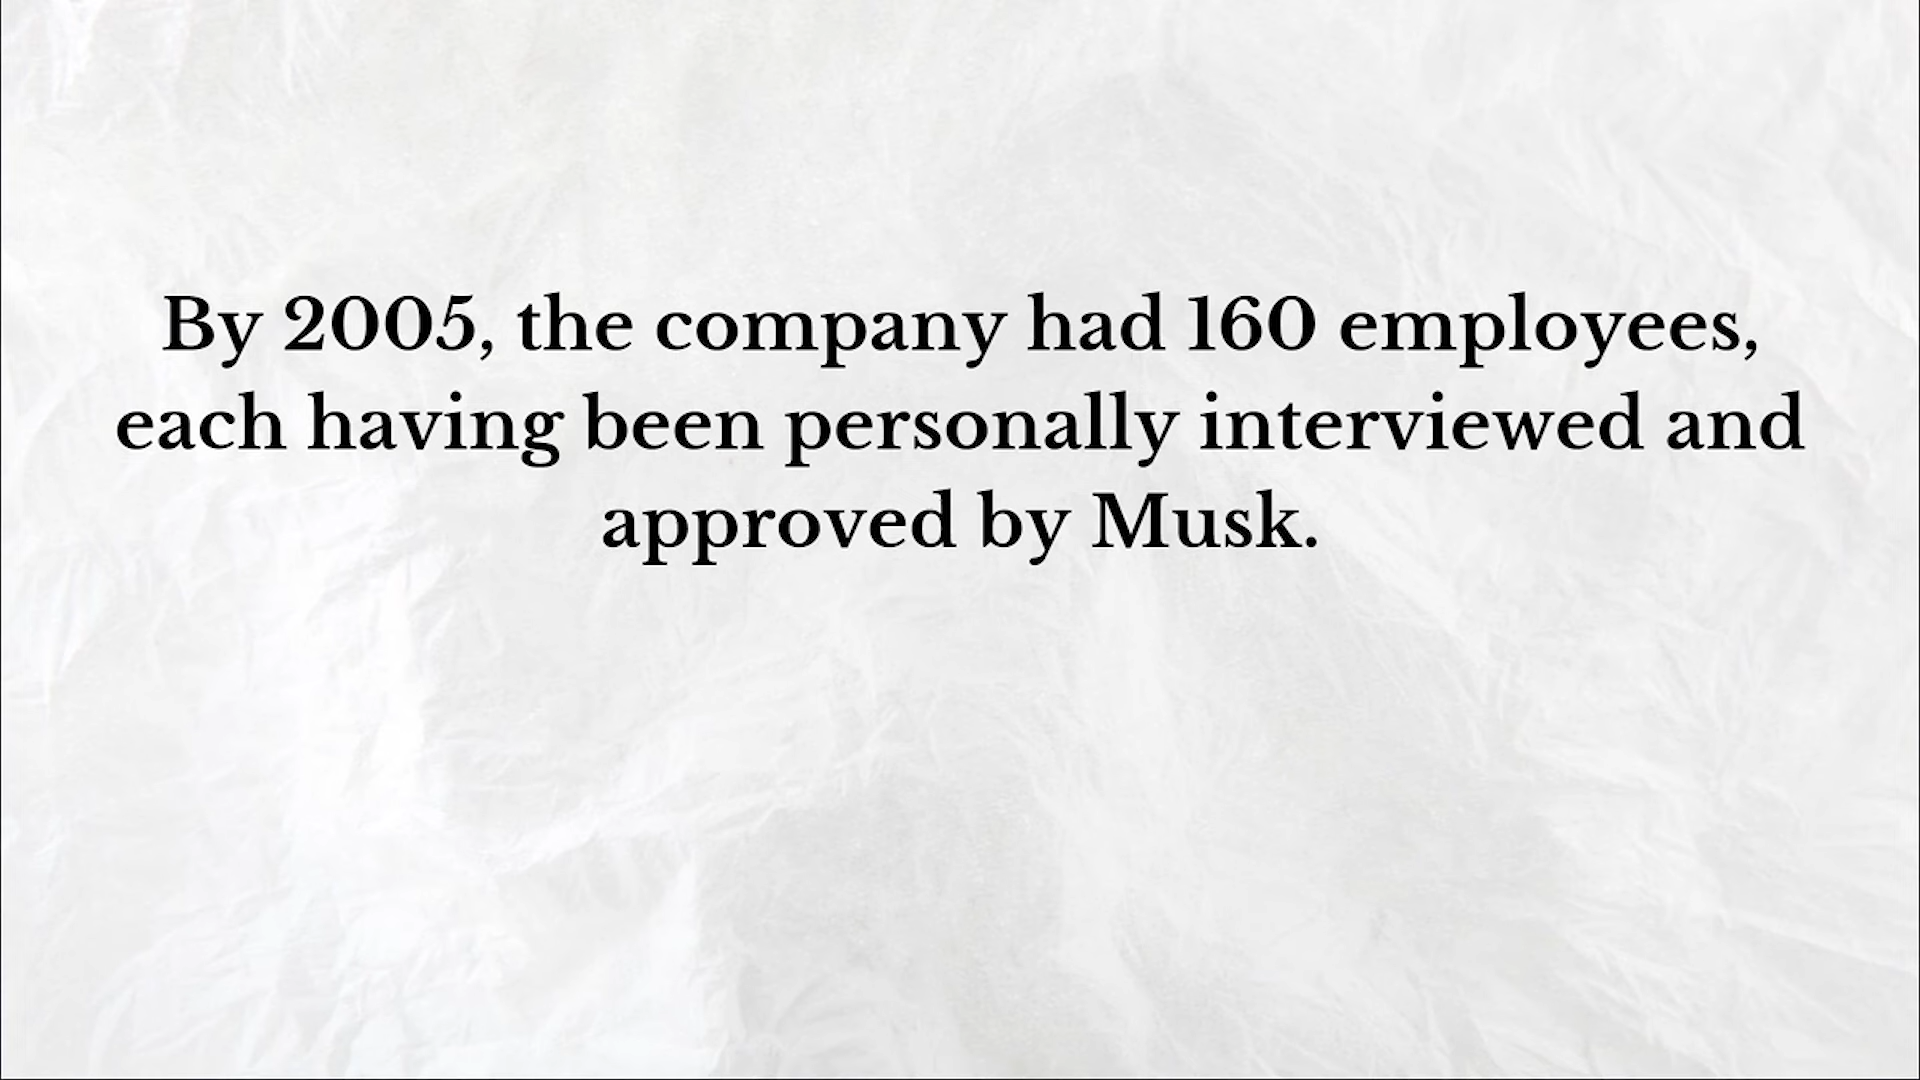 By 2005, the company had 160 employees,
each having been personally interviewed and
approved by Musk.